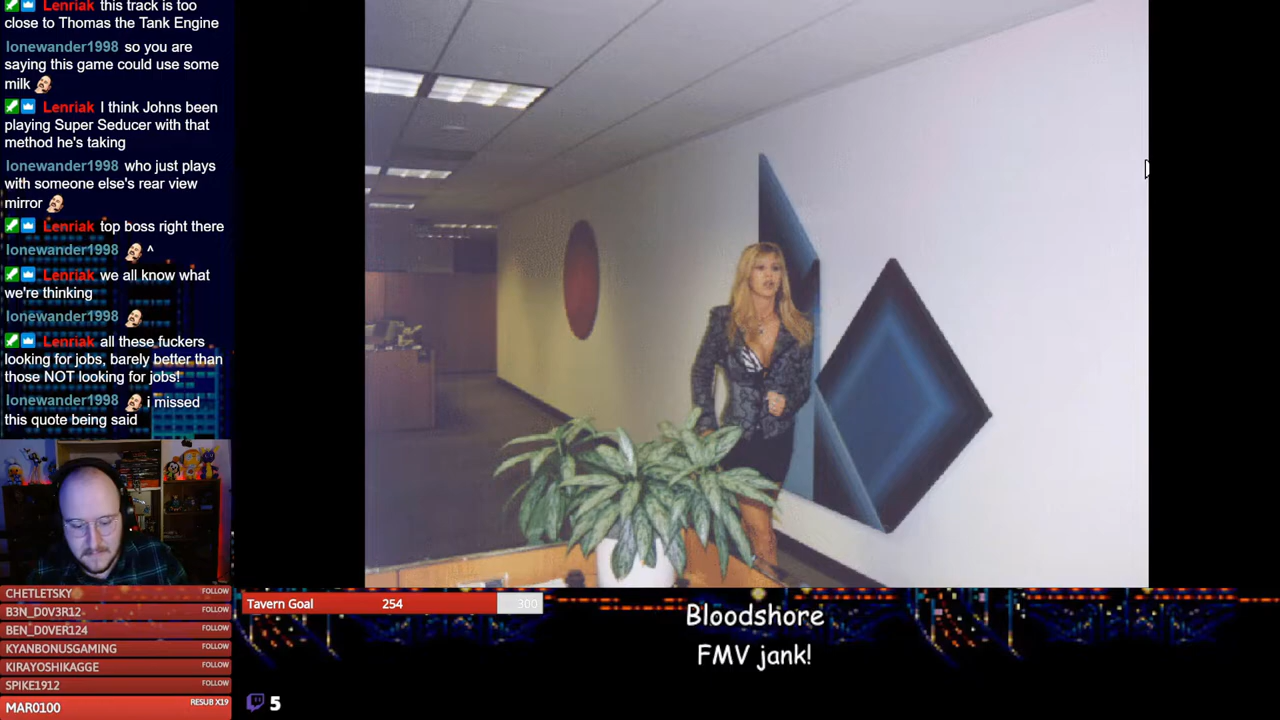 Lenriak this track is too
close to Thomas the Tank Engine
lonewander1998 so you are
saying this game could use some
milk
Lenriak I think Johns been
playing Super Seducer with that
method he's taking
lonewander1998 who just plays
with someone else's rear view
mirror
Lenriak top boss right there
lonewander1998 ^
Lenriak we all know what
we're thinking
lonewander1998
Lenriak all these fuckers
looking for jobs, barely better than
those NOT looking for jobs!
lonewander1998 i missed
this quote being said
CHETLETSKY FOLLOW
B3N_D0V3R12 FOLLOW
BEN_D0VER124 FOLLOW
KYANBONUSGAMING FOLLOW
KIRAYOSHIKAGGE FOLLOW
SPIKE1912 FOLLOW
MAR0100 RESUB X19
Tavern Goal 254 300
Bloodshore
FMV jank!
5